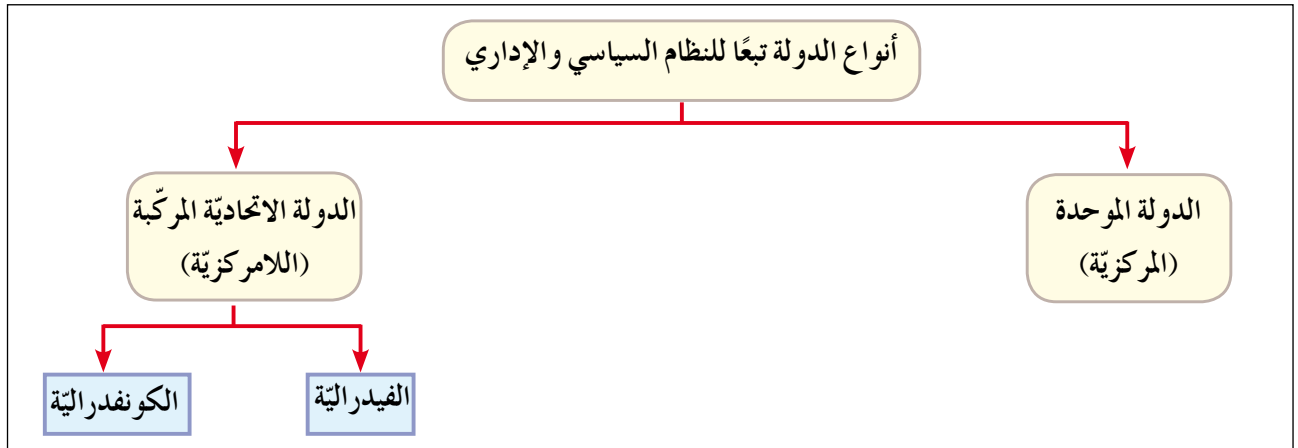 أنواع الدولة تبعًا للنظام السياسي والإداري
الدولة الموحدة
(المركزيّة)
الدولة الاتحاديّة المركّبة
(اللامركزيّة)
الفيدراليّة
الكونفدراليّة